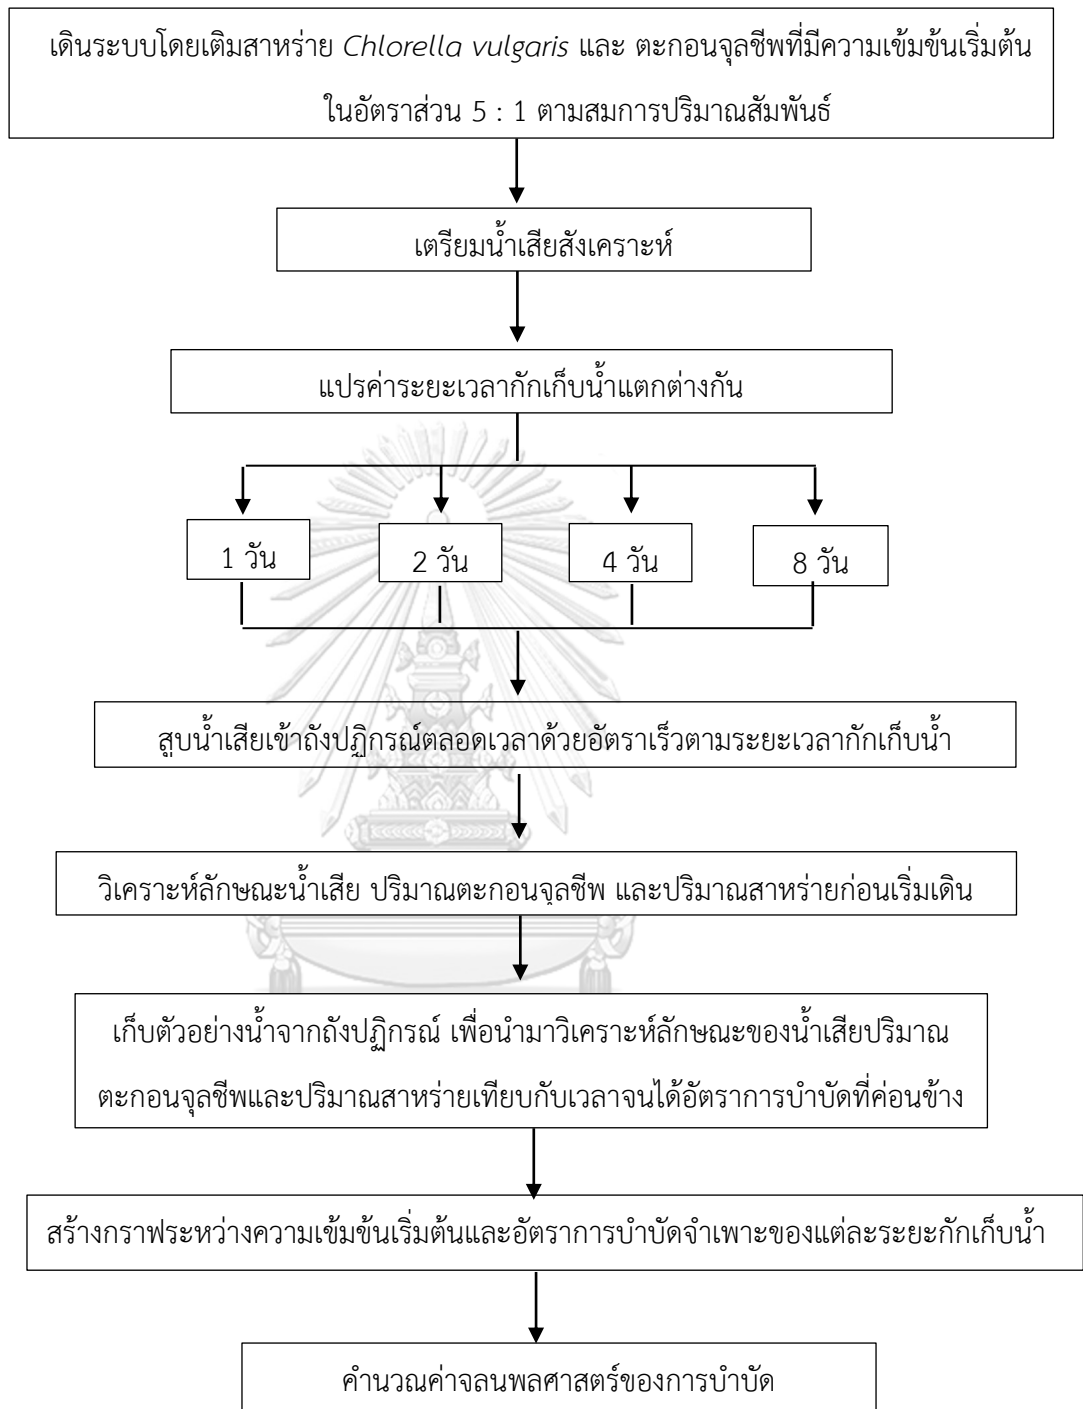 เดินระบบโดยเติมสาหร่าย Chlorella vulgaris และ ตะกอนจุลชีพที่มีความเข้มข้นเริ่มต้น
ในอัตราส่วน 5 : 1 ตามสมการปริมาณสัมพันธ์
เตรียมน้ำเสียสังเคราะห์
แปรค่าระยะเวลากักเก็บน้ำแตกต่างกัน
1 วัน
2 วัน
4 วัน
8 วัน
สูบน้ำเสียเข้าถังปฏิกรณ์ตลอดเวลาด้วยอัตราเร็วตามระยะเวลากักเก็บน้ำ
วิเคราะห์ลักษณะน้ำเสีย ปริมาณตะกอนจุลชีพ และปริมาณสาหร่ายก่อนเริ่มเดิน
เก็บตัวอย่างน้ำจากถังปฏิกรณ์ เพื่อนำมาวิเคราะห์ลักษณะของน้ำเสียปริมาณ
ตะกอนจุลชีพและปริมาณสาหร่ายเทียบกับเวลาจนได้อัตราการบำบัดที่ค่อนข้าง
สร้างกราฟระหว่างความเข้มข้นเริ่มต้นและอัตราการบำบัดจำเพาะของแต่ละระยะกักเก็บน้ำ
คำนวณค่าจลนพลศาสตร์ของการบำบัด